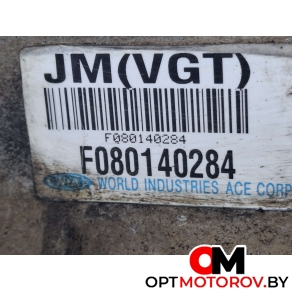 JM(VGT)
F080140284
F080140284
WORLD INDUSTRIES ACE CORP
OM
OPTMOTOROV.BY